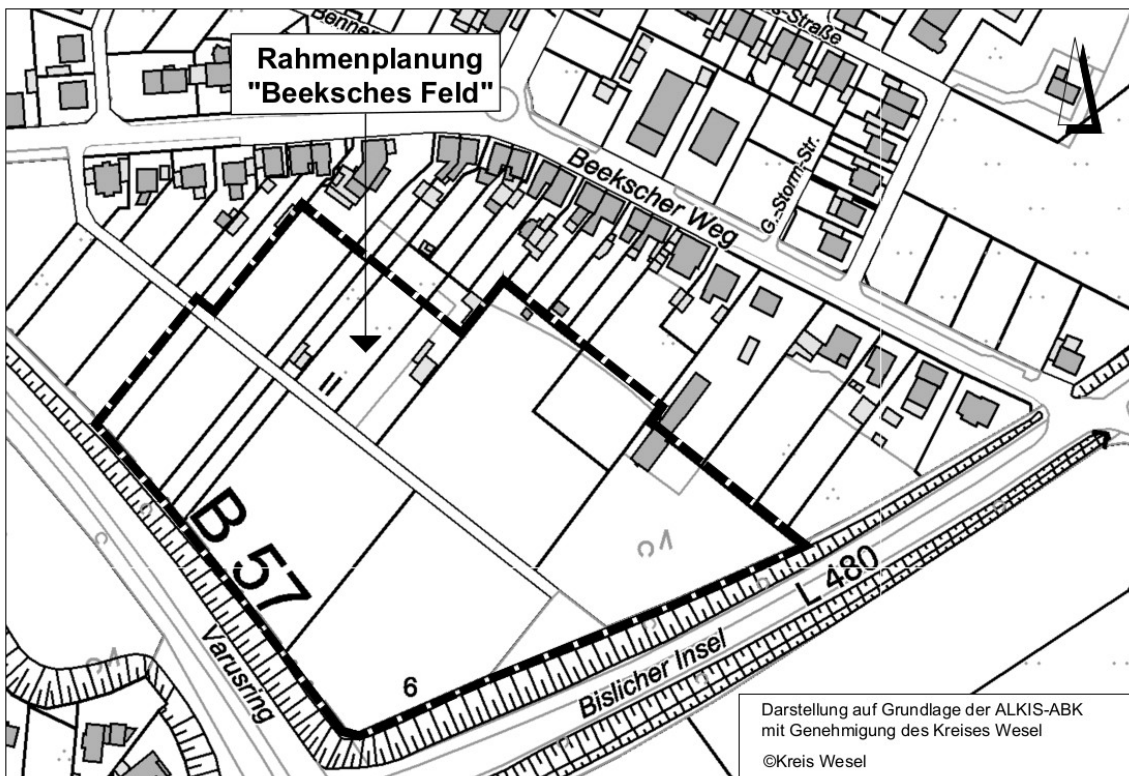 Rahmenplanung
"Beeksches Feld"
Beekscher Weg
G.-Storm-Str.
B 57
Varusring
6
L 480
Bislicher Insel
Darstellung auf Grundlage der ALKIS-ABK
mit Genehmigung des Kreises Wesel
©Kreis Wesel